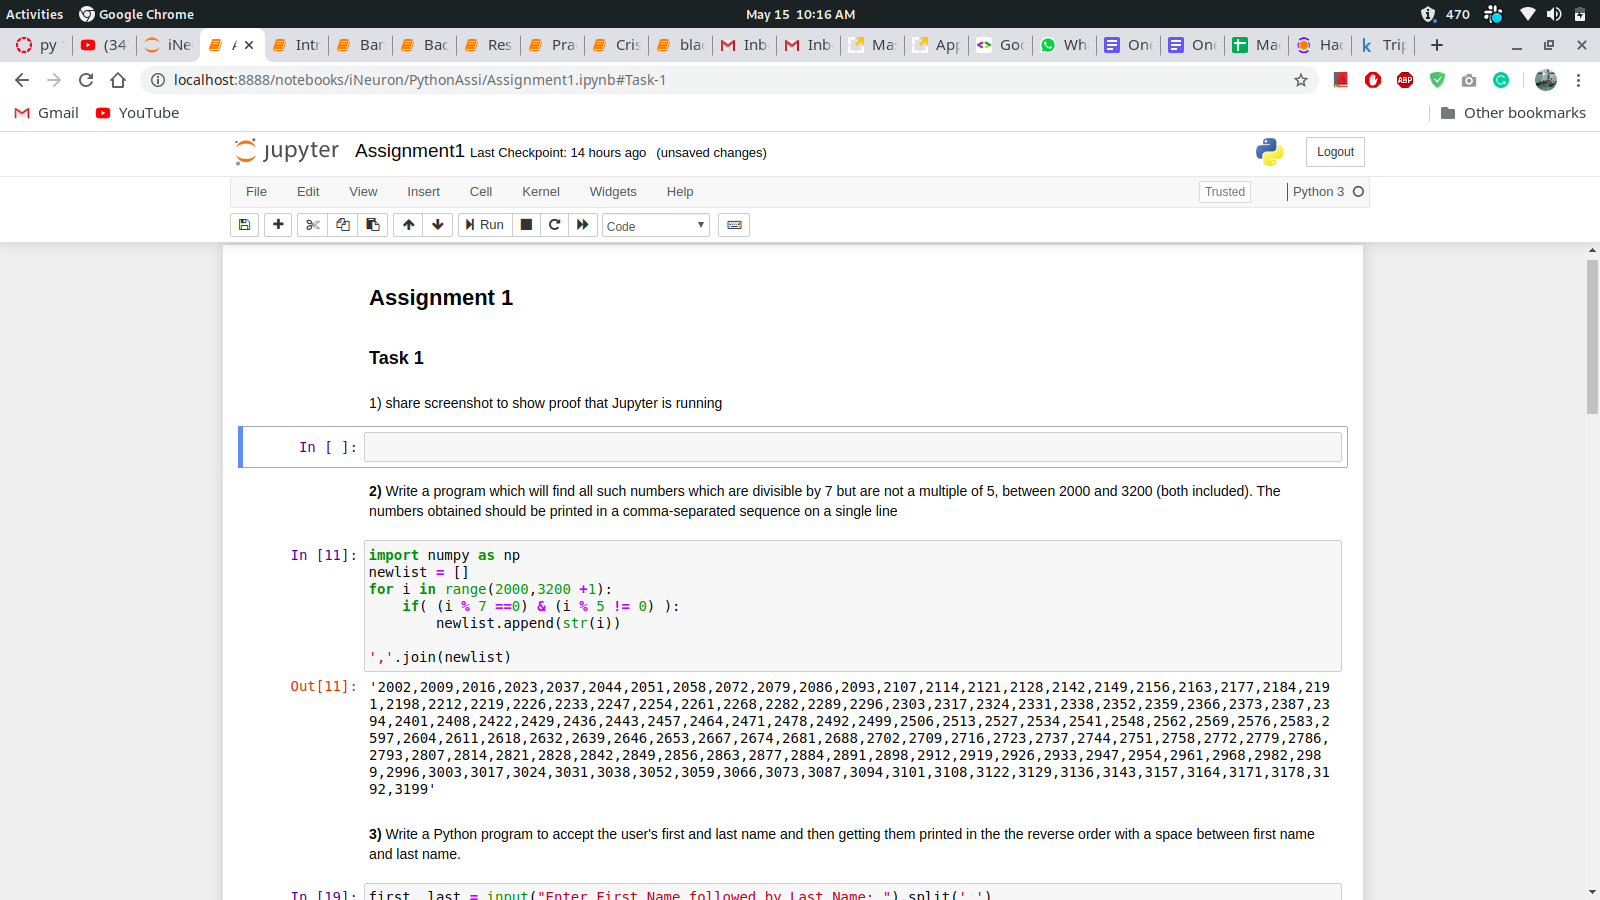 Activities Google Chrome May 15 10:16 AM 470
py (34 iNe A Intr Bar Bac Res Pra Cris bla Inb Inb Ma App Goo Wh On On Ma Hac Trip
localhost:8888/notebooks/iNeuron/PythonAssi/Assignment1.ipynb#Task-1 ABP
Gmail YouTube Other bookmarks
jupyter Assignment1 Last Checkpoint: 14 hours ago (unsaved changes) Logout
File Edit View Insert Cell Kernel Widgets Help Trusted Python 3
Run Code
Assignment 1
Task 1
1) share screenshot to show proof that Jupyter is running
In [ ]:
2) Write a program which will find all such numbers which are divisible by 7 but are not a multiple of 5, between 2000 and 3200 (both included). The
numbers obtained should be printed in a comma-separated sequence on a single line
In [11]: import numpy as np
newlist = []
for i in range(2000,3200 +1):
    if( (i % 7 ==0) & (i % 5 != 0) ):
        newlist.append(str(i))
','.join(newlist)
Out[11]: '2002,2009,2016,2023,2037,2044,2051,2058,2072,2079,2086,2093,2107,2114,2121,2128,2142,2149,2156,2163,2177,2184,219
1,2198,2212,2219,2226,2233,2247,2254,2261,2268,2282,2289,2296,2303,2317,2324,2331,2338,2352,2359,2366,2373,2387,23
94,2401,2408,2422,2429,2436,2443,2457,2464,2471,2478,2492,2499,2506,2513,2527,2534,2541,2548,2562,2569,2576,2583,2
597,2604,2611,2618,2632,2639,2646,2653,2667,2674,2681,2688,2702,2709,2716,2723,2737,2744,2751,2758,2772,2779,2786,
2793,2807,2814,2821,2828,2842,2849,2856,2863,2877,2884,2891,2898,2912,2919,2926,2933,2947,2954,2961,2968,2982,298
9,2996,3003,3017,3024,3031,3038,3052,3059,3066,3073,3087,3094,3101,3108,3122,3129,3136,3143,3157,3164,3171,3178,31
92,3199'
3) Write a Python program to accept the user's first and last name and then getting them printed in the the reverse order with a space between first name
and last name.
In [19]: first, last = input("Enter First Name followed by Last Name: ").split(' ')